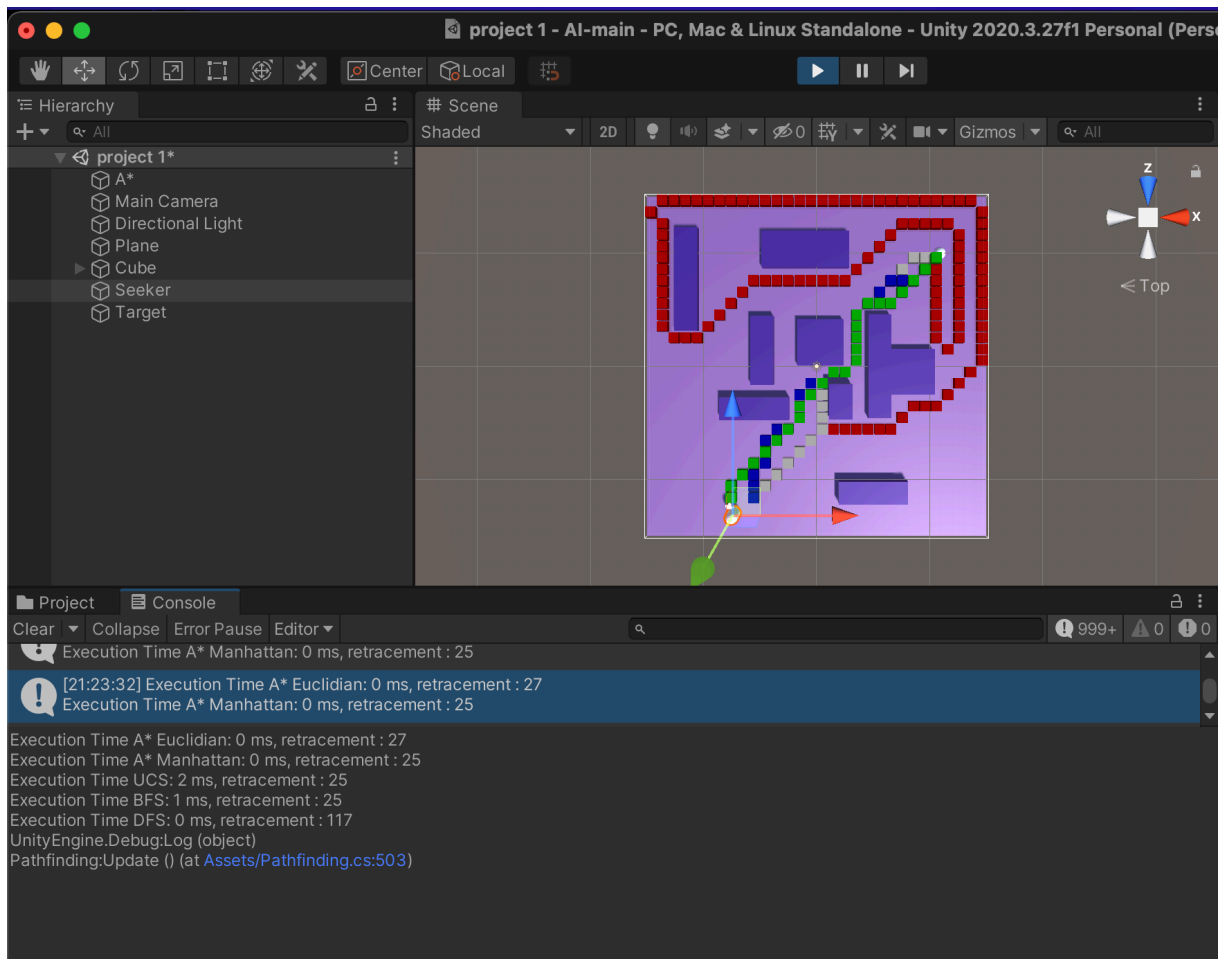 project 1 - AI-main - PC, Mac & Linux Standalone - Unity 2020.3.27f1 Personal (Perso
Center Local
Hierarchy
All
project 1*
A*
Main Camera
Directional Light
Plane
Cube
Seeker
Target
# Scene
Shaded 2D 0 Gizmos All
z
x
Top
Project Console
Clear Collapse Error Pause Editor 999+ 0 0
Execution Time A* Manhattan: 0 ms, retracement : 25
[21:23:32] Execution Time A* Euclidian: 0 ms, retracement : 27
Execution Time A* Manhattan: 0 ms, retracement : 25
Execution Time A* Euclidian: 0 ms, retracement : 27
Execution Time A* Manhattan: 0 ms, retracement : 25
Execution Time UCS: 2 ms, retracement : 25
Execution Time BFS: 1 ms, retracement : 25
Execution Time DFS: 0 ms, retracement : 117
UnityEngine.Debug:Log (object)
Pathfinding:Update () (at Assets/Pathfinding.cs:503)